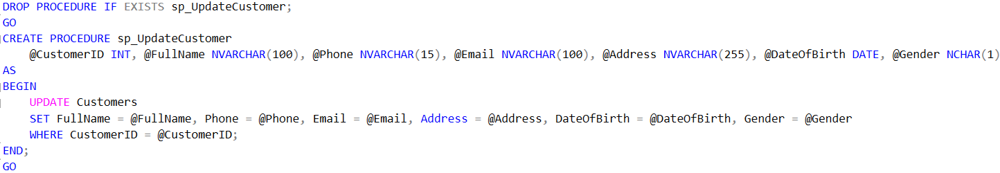 DROP PROCEDURE IF EXISTS sp_UpdateCustomer;
GO
CREATE PROCEDURE sp_UpdateCustomer
    @CustomerID INT, @FullName NVARCHAR(100), @Phone NVARCHAR(15), @Email NVARCHAR(100), @Address NVARCHAR(255), @DateOfBirth DATE, @Gender NCHAR(1)
AS
BEGIN
    UPDATE Customers
    SET FullName = @FullName, Phone = @Phone, Email = @Email, Address = @Address, DateOfBirth = @DateOfBirth, Gender = @Gender
    WHERE CustomerID = @CustomerID;
END;
GO